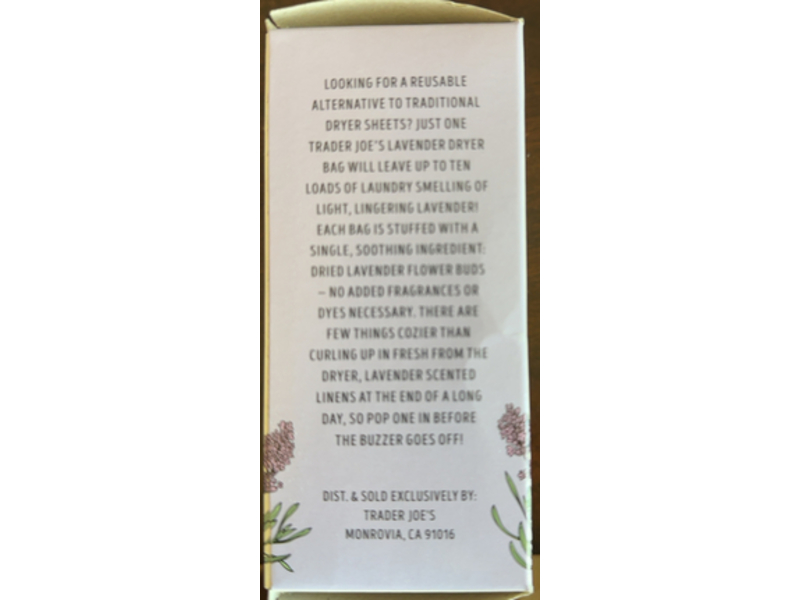 LOOKING FOR A REUSABLE
ALTERNATIVE TO TRADITIONAL
DRYER SHEETS? JUST ONE
TRADER JOE'S LAVENDER DRYER
BAG WILL LEAVE UP TO TEN
LOADS OF LAUNDRY SMELLING OF
LIGHT, LINGERING LAVENDER!
EACH BAG IS STUFFED WITH A
SINGLE, SOOTHING INGREDIENT:
DRIED LAVENDER FLOWER BUDS
– NO ADDED FRAGRANCES OR
DYES NECESSARY. THERE ARE
FEW THINGS COZIER THAN
CURLING UP IN FRESH FROM THE
DRYER, LAVENDER SCENTED
LINENS AT THE END OF A LONG
DAY, SO POP ONE IN BEFORE
THE BUZZER GOES OFF!
DIST. & SOLD EXCLUSIVELY BY:
TRADER JOE'S
MONROVIA, CA 91016